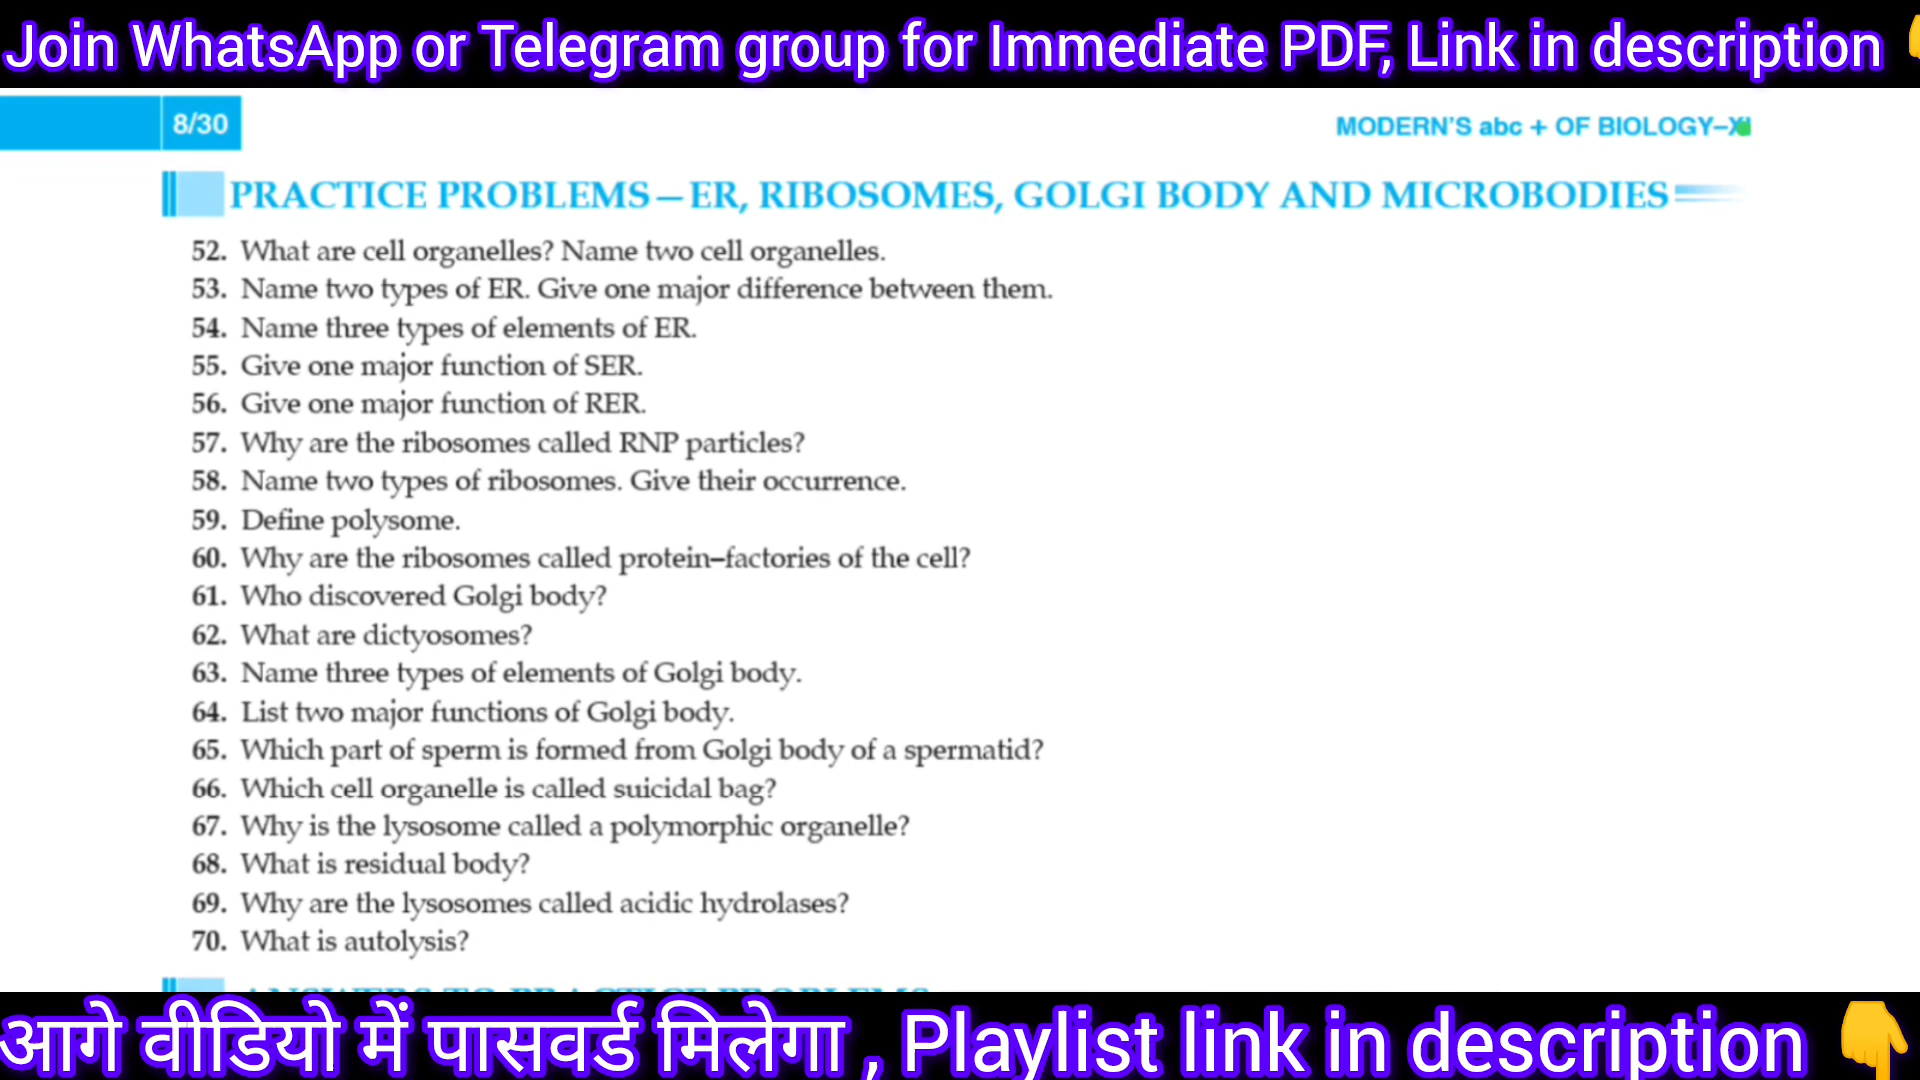 Join WhatsApp or Telegram group for Immediate PDF, Link in description
8/30
MODERN'S abc + OF BIOLOGY–XI
PRACTICE PROBLEMS – ER, RIBOSOMES, GOLGI BODY AND MICROBODIES
52. What are cell organelles? Name two cell organelles.
53. Name two types of ER. Give one major difference between them.
54. Name three types of elements of ER.
55. Give one major function of SER.
56. Give one major function of RER.
57. Why are the ribosomes called RNP particles?
58. Name two types of ribosomes. Give their occurrence.
59. Define polysome.
60. Why are the ribosomes called protein–factories of the cell?
61. Who discovered Golgi body?
62. What are dictyosomes?
63. Name three types of elements of Golgi body.
64. List two major functions of Golgi body.
65. Which part of sperm is formed from Golgi body of a spermatid?
66. Which cell organelle is called suicidal bag?
67. Why is the lysosome called a polymorphic organelle?
68. What is residual body?
69. Why are the lysosomes called acidic hydrolases?
70. What is autolysis?
ANSWERS TO PRACTICE PROBLEMS
आगे वीडियो में पासवर्ड मिलेगा , Playlist link in description